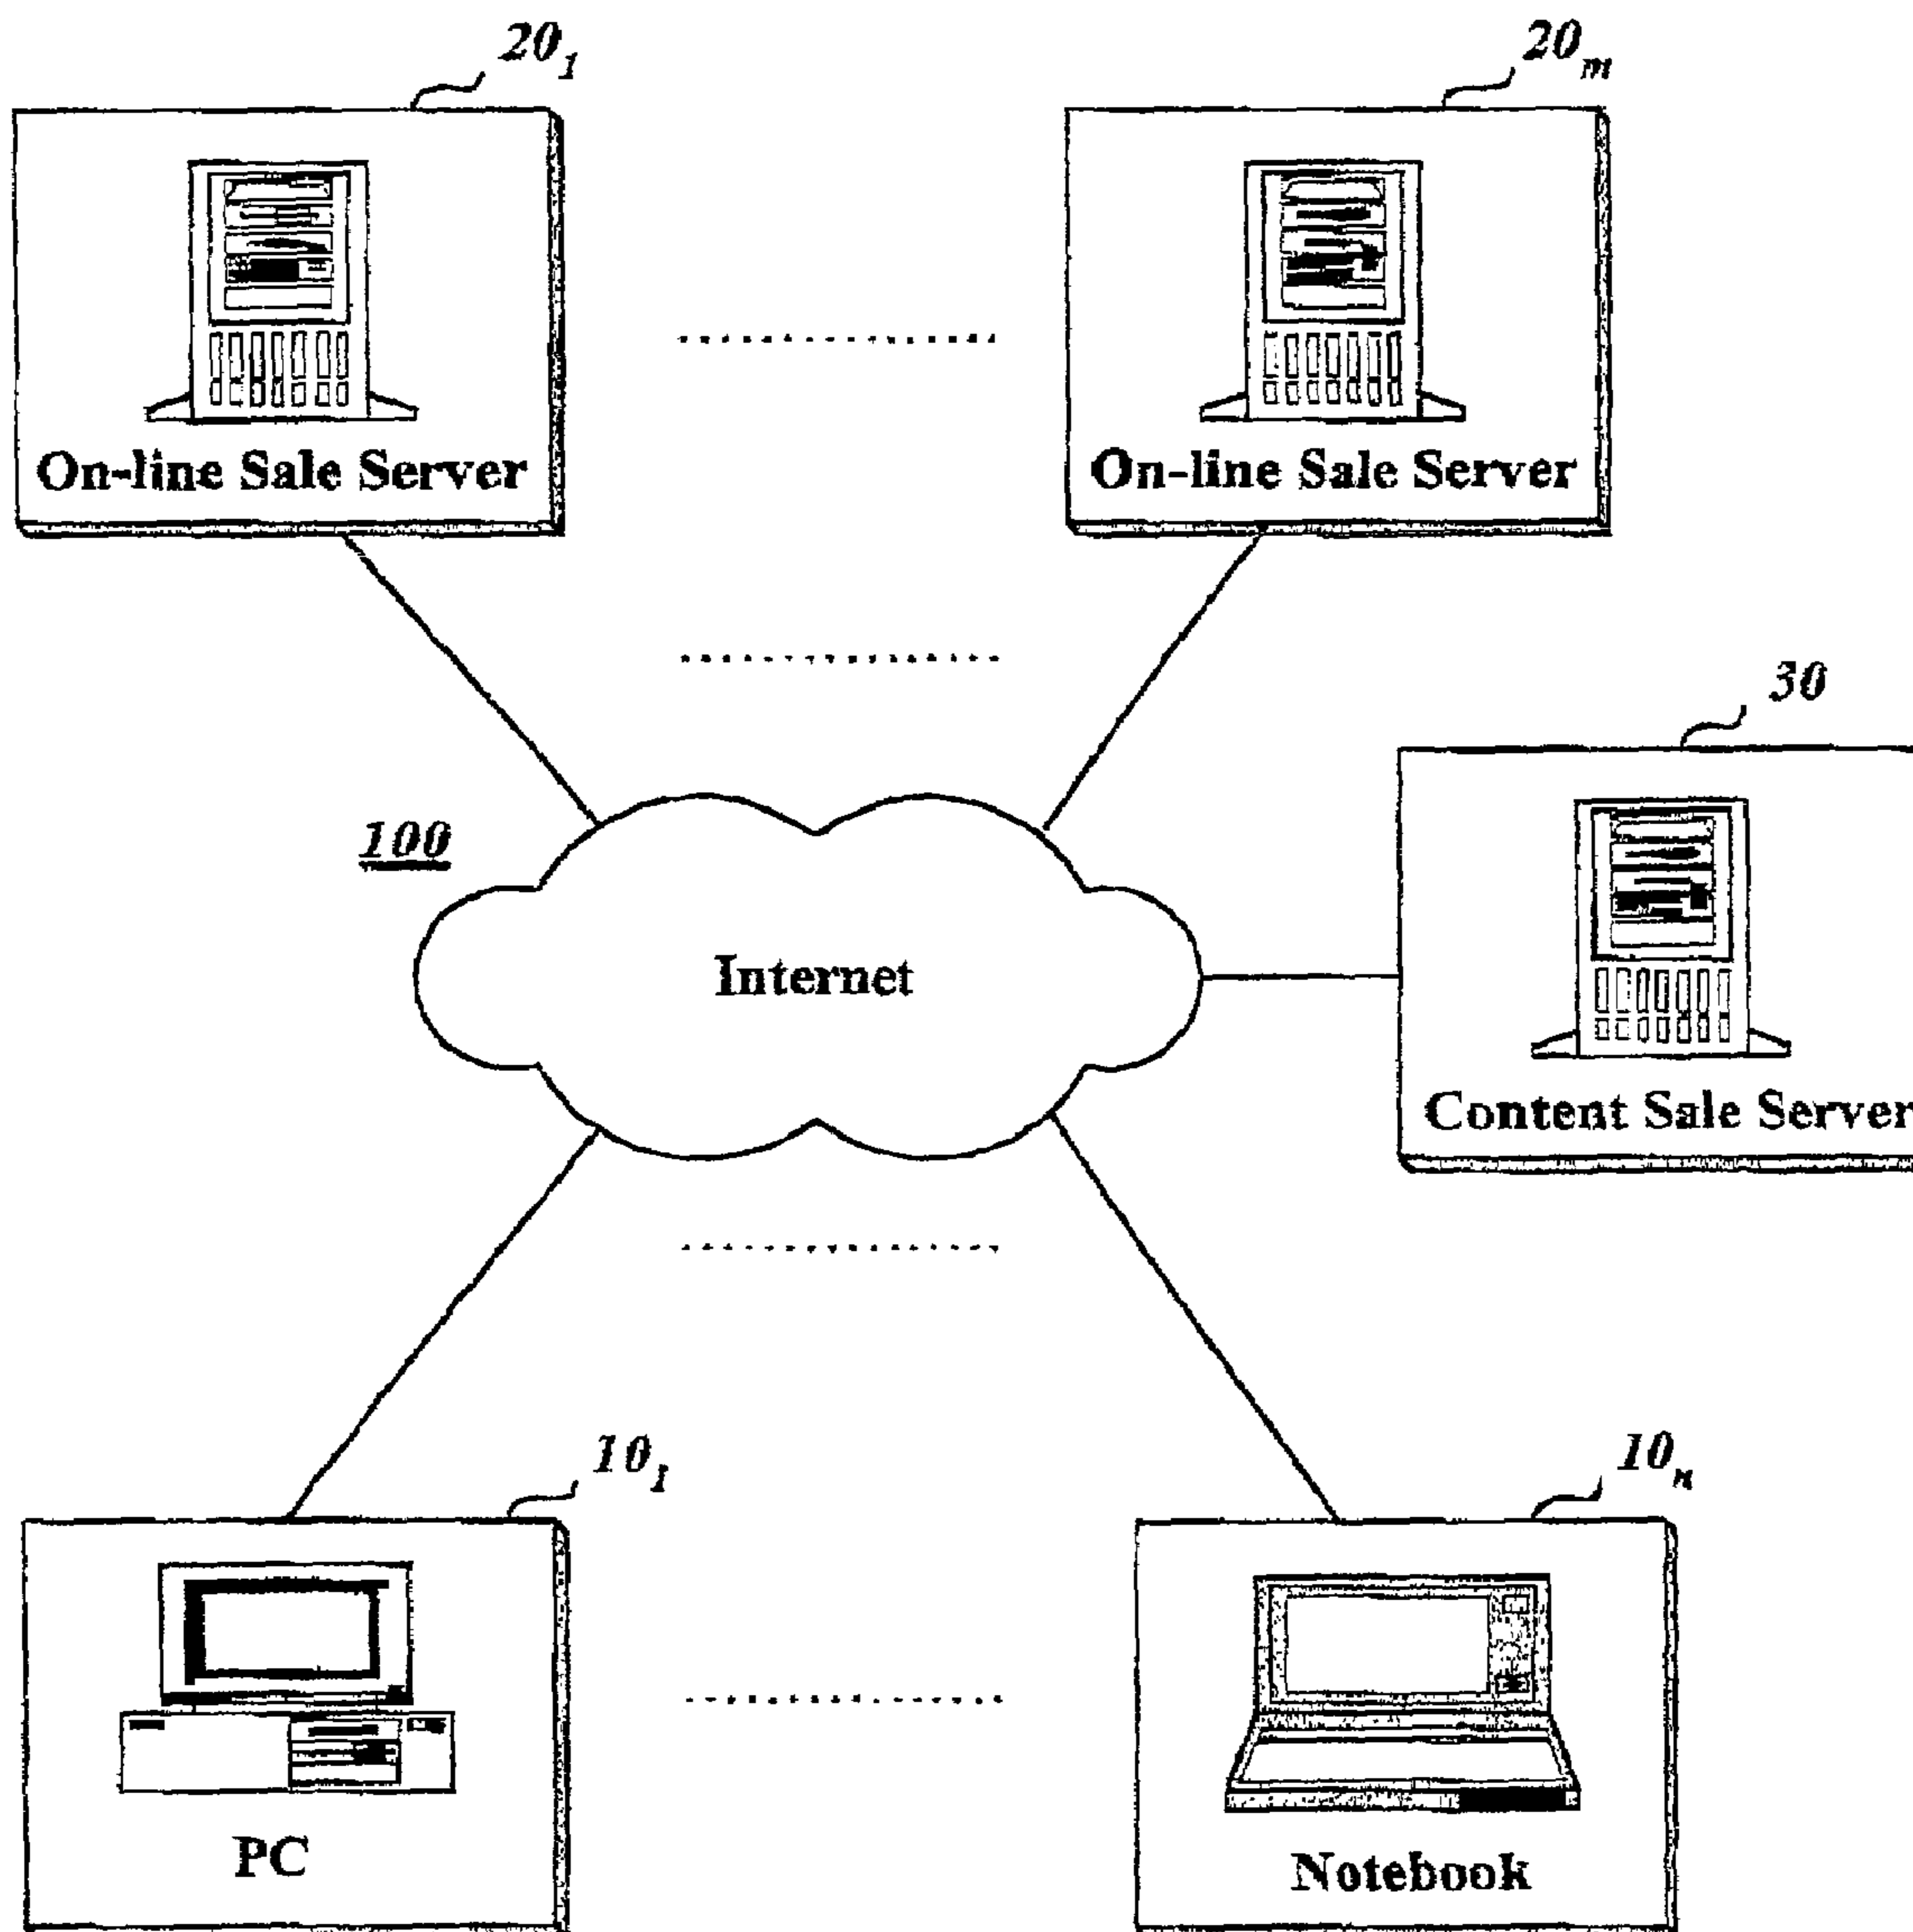 20₁
20ₘ
On-line Sale Server
On-line Sale Server
30
100
Internet
Content Sale Server
10₁
10ₙ
PC
Notebook